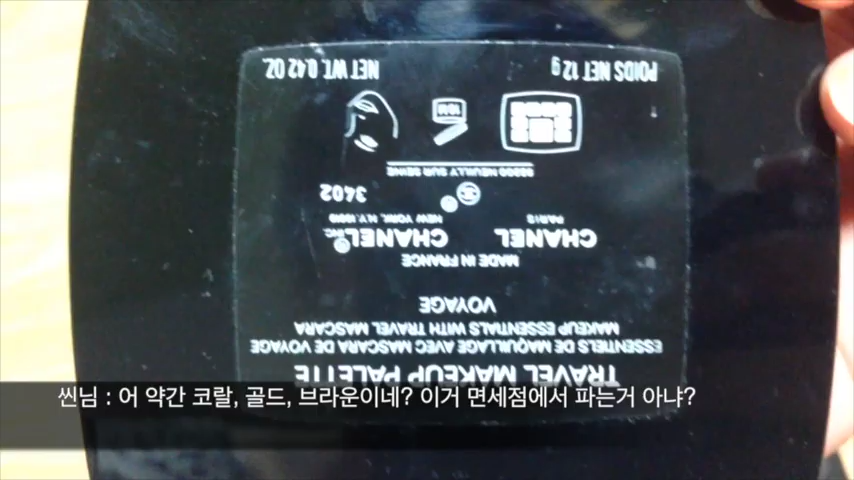 TRAVEL MAKEUP PALETTE
ESSENTIELS DE MAQUILLAGE AVEC MASCARA DE VOYAGE
MAKEUP ESSENTIALS WITH TRAVEL MASCARA
VOYAGE
MADE IN FRANCE
CHANEL CHANEL INC.
PARIS NEW YORK, N.Y. 10019
3402
92200 NEUILLY SUR SEINE
POIDS NET 12 g NET WT. 0.42 OZ.
씬님 : 어 약간 코랄, 골드, 브라운이네? 이거 면세점에서 파는거 아냐?